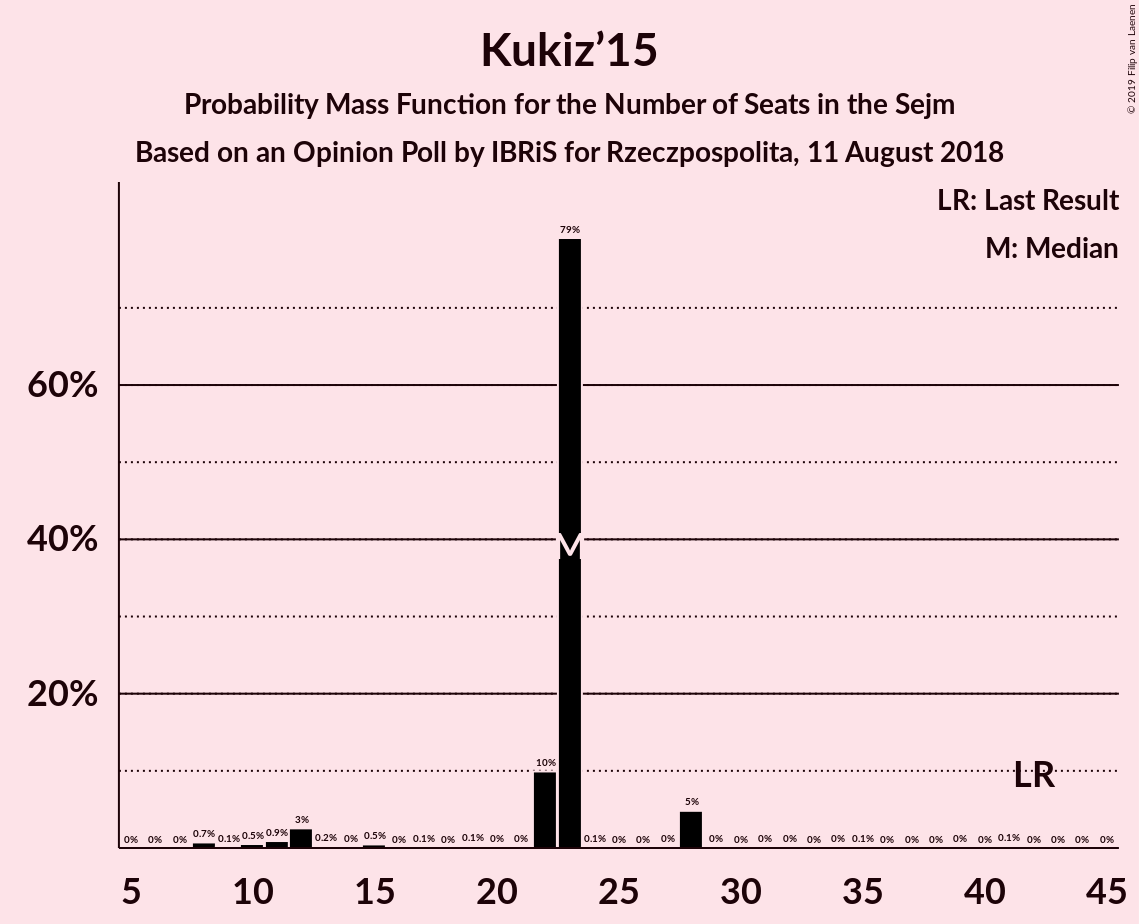 Kukiz’15
Probability Mass Function for the Number of Seats in the Sejm
Based on an Opinion Poll by IBRiS for Rzeczpospolita, 11 August 2018
© 2019 Filip van Laenen
LR: Last Result
M: Median
79%
60%
40%
M
20%
LR
0% 0% 0% 0.7% 0.1% 0.5% 0.9% 3% 0.2% 0% 0.5% 0% 0.1% 0% 0.1% 0% 0% 10% 0.1% 0% 0% 0% 5% 0% 0% 0% 0% 0% 0% 0.1% 0% 0% 0% 0% 0% 0.1% 0% 0% 0% 0%
5 10 15 20 25 30 35 40 45